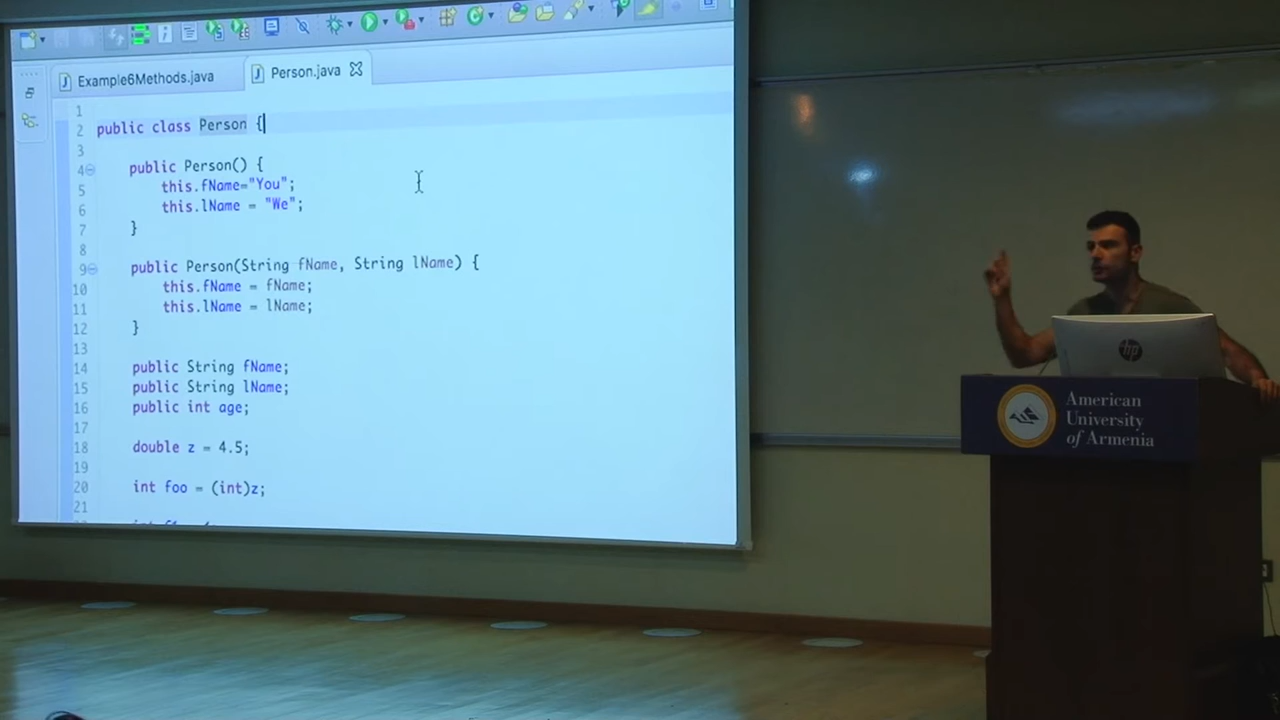 Example6Methods.java
Person.java
1
2 public class Person {
3
4 public Person() {
5 this.fName="You";
6 this.lName = "We";
7 }
8
9 public Person(String fName, String lName) {
10 this.fName = fName;
11 this.lName = lName;
12 }
13
14 public String fName;
15 public String lName;
16 public int age;
17
18 double z = 4.5;
19
20 int foo = (int)z;
21
hp
American
University
of Armenia